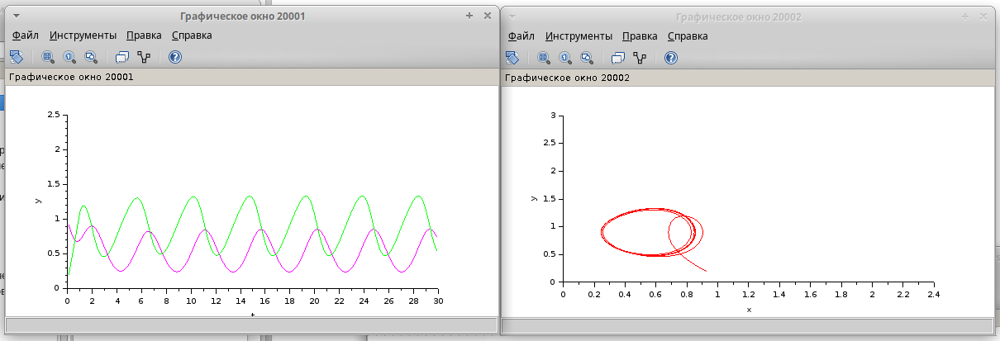 Графическое окно 20001
Файл Инструменты Правка Справка
Графическое окно 20001
2.5
2
1.5
1
0.5
0
y
0 2 4 6 8 10 12 14 16 18 20 22 24 26 28 30
Графическое окно 20002
Файл Инструменты Правка Справка
Графическое окно 20002
3
2.5
2
1.5
1
0.5
0
y
0 0.2 0.4 0.6 0.8 1 1.2 1.4 1.6 1.8 2 2.2 2.4
x